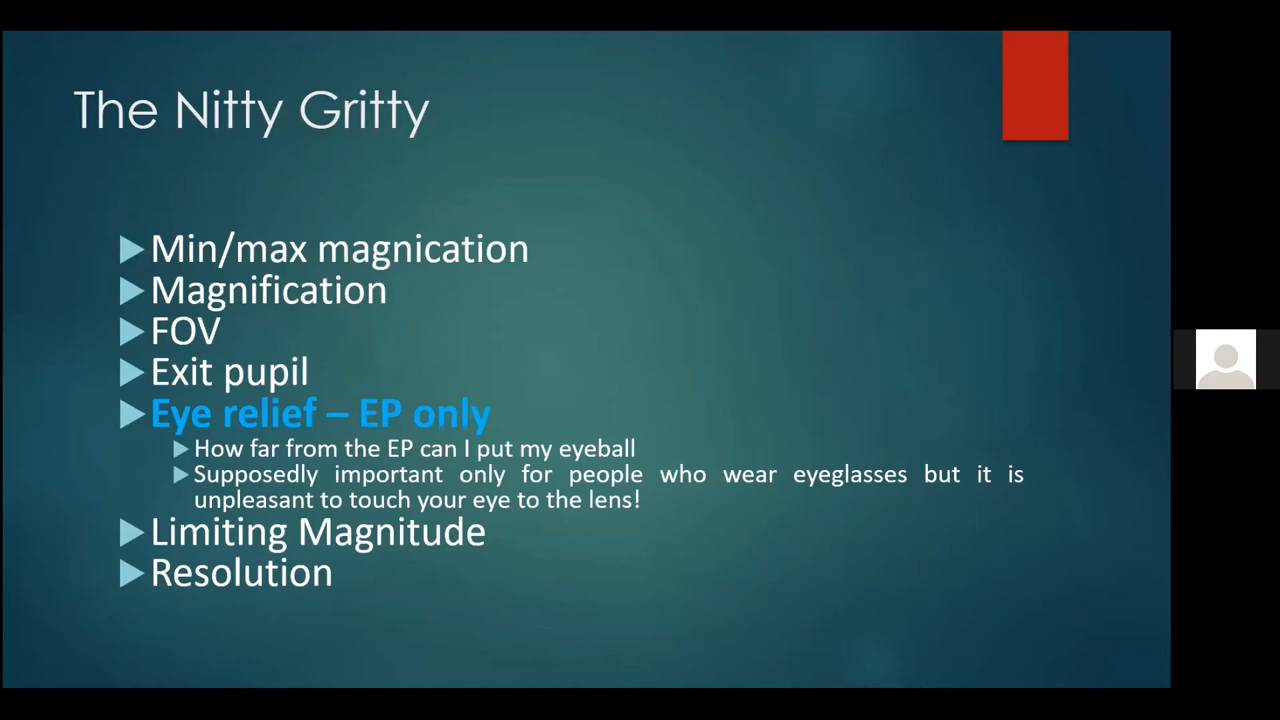 The Nitty Gritty
Min/max magnication
Magnification
FOV
Exit pupil
Eye relief – EP only
How far from the EP can I put my eyeball
Supposedly important only for people who wear eyeglasses but it is
unpleasant to touch your eye to the lens!
Limiting Magnitude
Resolution